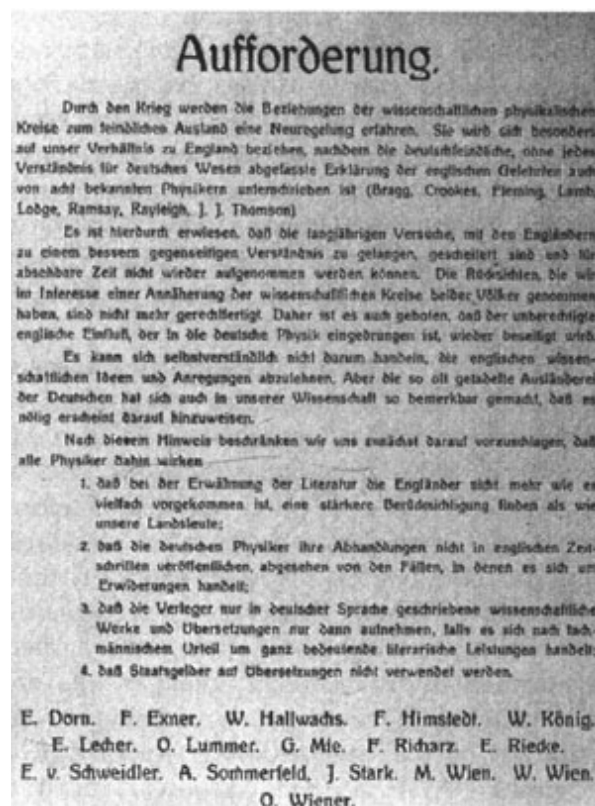 Aufforderung.
Durch den Krieg werden die Beziehungen der wissenschaftlichen physikalischen
Kreise zum feindlichen Ausland eine Neuregelung erfahren. Sie wird sich besonders
auf unser Verhältnis zu England beziehen, nachdem die deutschfeindliche, ohne jedes
Verständnis für deutsches Wesen abgefasste Erklärung der englischen Gelehrten auch
von acht bekannten Physikern unterschrieben ist (Bragg, Crookes, Fleming, Lamb,
Lodge, Ramsay, Rayleigh, J. J. Thomson)
Es ist hierdurch erwiesen, daß die langjährigen Versuche, mit den Engländern
zu einem bessern gegenseitigen Verständnis zu gelangen, gescheitert sind und für
absehbare Zeit nicht wieder aufgenommen werden können. Die Rücksichten, die wir
im Interesse einer Annäherung der wissenschaftlichen Kreise beider Völker genommen
haben, sind nicht mehr gerechtfertigt. Daher ist es auch geboten, daß der unberechtigte
englische Einfluß, der in die deutsche Physik eingedrungen ist, wieder beseitigt wird.
Es kann sich selbstverständlich nicht darum handeln, die englischen wissen-
schaftlichen Ideen und Anregungen abzulehnen. Aber die so oft getadelte Ausländerei
der Deutschen hat sich auch in unserer Wissenschaft so bemerkbar gemacht, daß es
nötig erscheint darauf hinzuweisen.
Nach diesem Hinweis beschränken wir uns zunächst darauf vorzuschlagen, daß
alle Physiker dahin wirken
1. daß bei der Erwähnung der Literatur die Engländer nicht mehr wie es
vielfach vorgekommen ist, eine stärkere Berücksichtigung finden als wie
unsere Landsleute;
2. daß die deutschen Physiker ihre Abhandlungen nicht in englischen Zeit-
schriften veröffentlichen, abgesehen von den Fällen, in denen es sich um
Erwiderungen handelt;
3. daß die Verleger nur in deutscher Sprache geschriebene wissenschaftliche
Werke und Übersetzungen nur dann aufnehmen, falls es sich nach fach-
männischem Urteil um ganz bedeutende literarische Leistungen handelt;
4. daß Staatsgelder auf Übersetzungen nicht verwendet werden.
E. Dorn. F. Exner. W. Hallwachs. F. Himstedt. W. König.
E. Lecher. O. Lummer. G. Mie. F. Richarz. E. Riecke.
E. v. Schweidler. A. Sommerfeld. J. Stark. M. Wien. W. Wien.
O. Wiener.